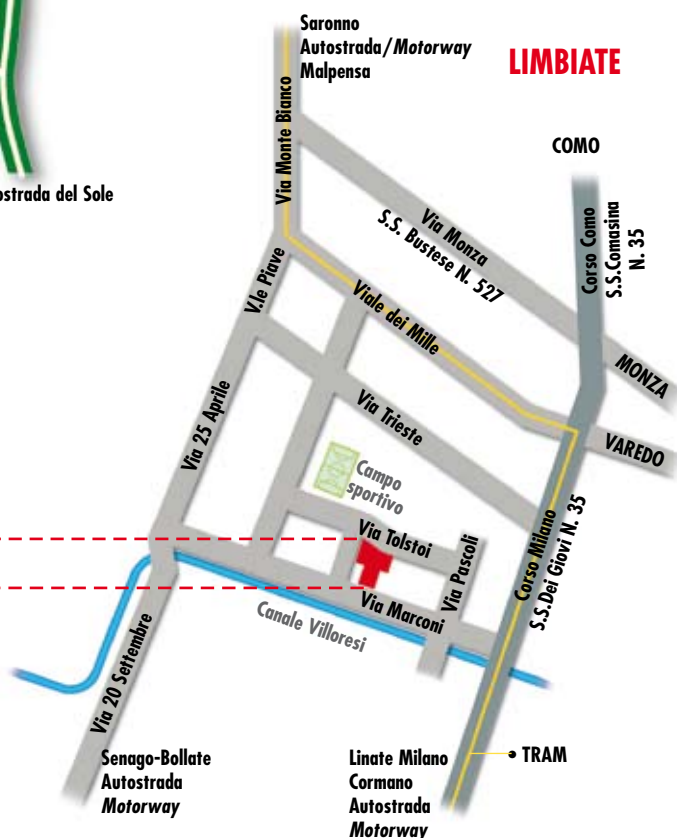 Saronno
Autostrada/Motorway
Malpensa
LIMBIATE
COMO
ostrada del Sole
Via Monte Bianco
Via Monza
S.S. Bustese N. 527
Corso Como
S.S.Comasina
N. 35
V.le Piave
Viale dei Mille
MONZA
Via 25 Aprile
Via Trieste
VAREDO
Campo
sportivo
Via Tolstoi
Via Pascoli
Corso Milano
S.S.Dei Giovi N. 35
Via Marconi
Canale Villoresi
Via 20 Settembre
Senago-Bollate
Autostrada
Motorway
Linate Milano
Cormano
Autostrada
Motorway
TRAM